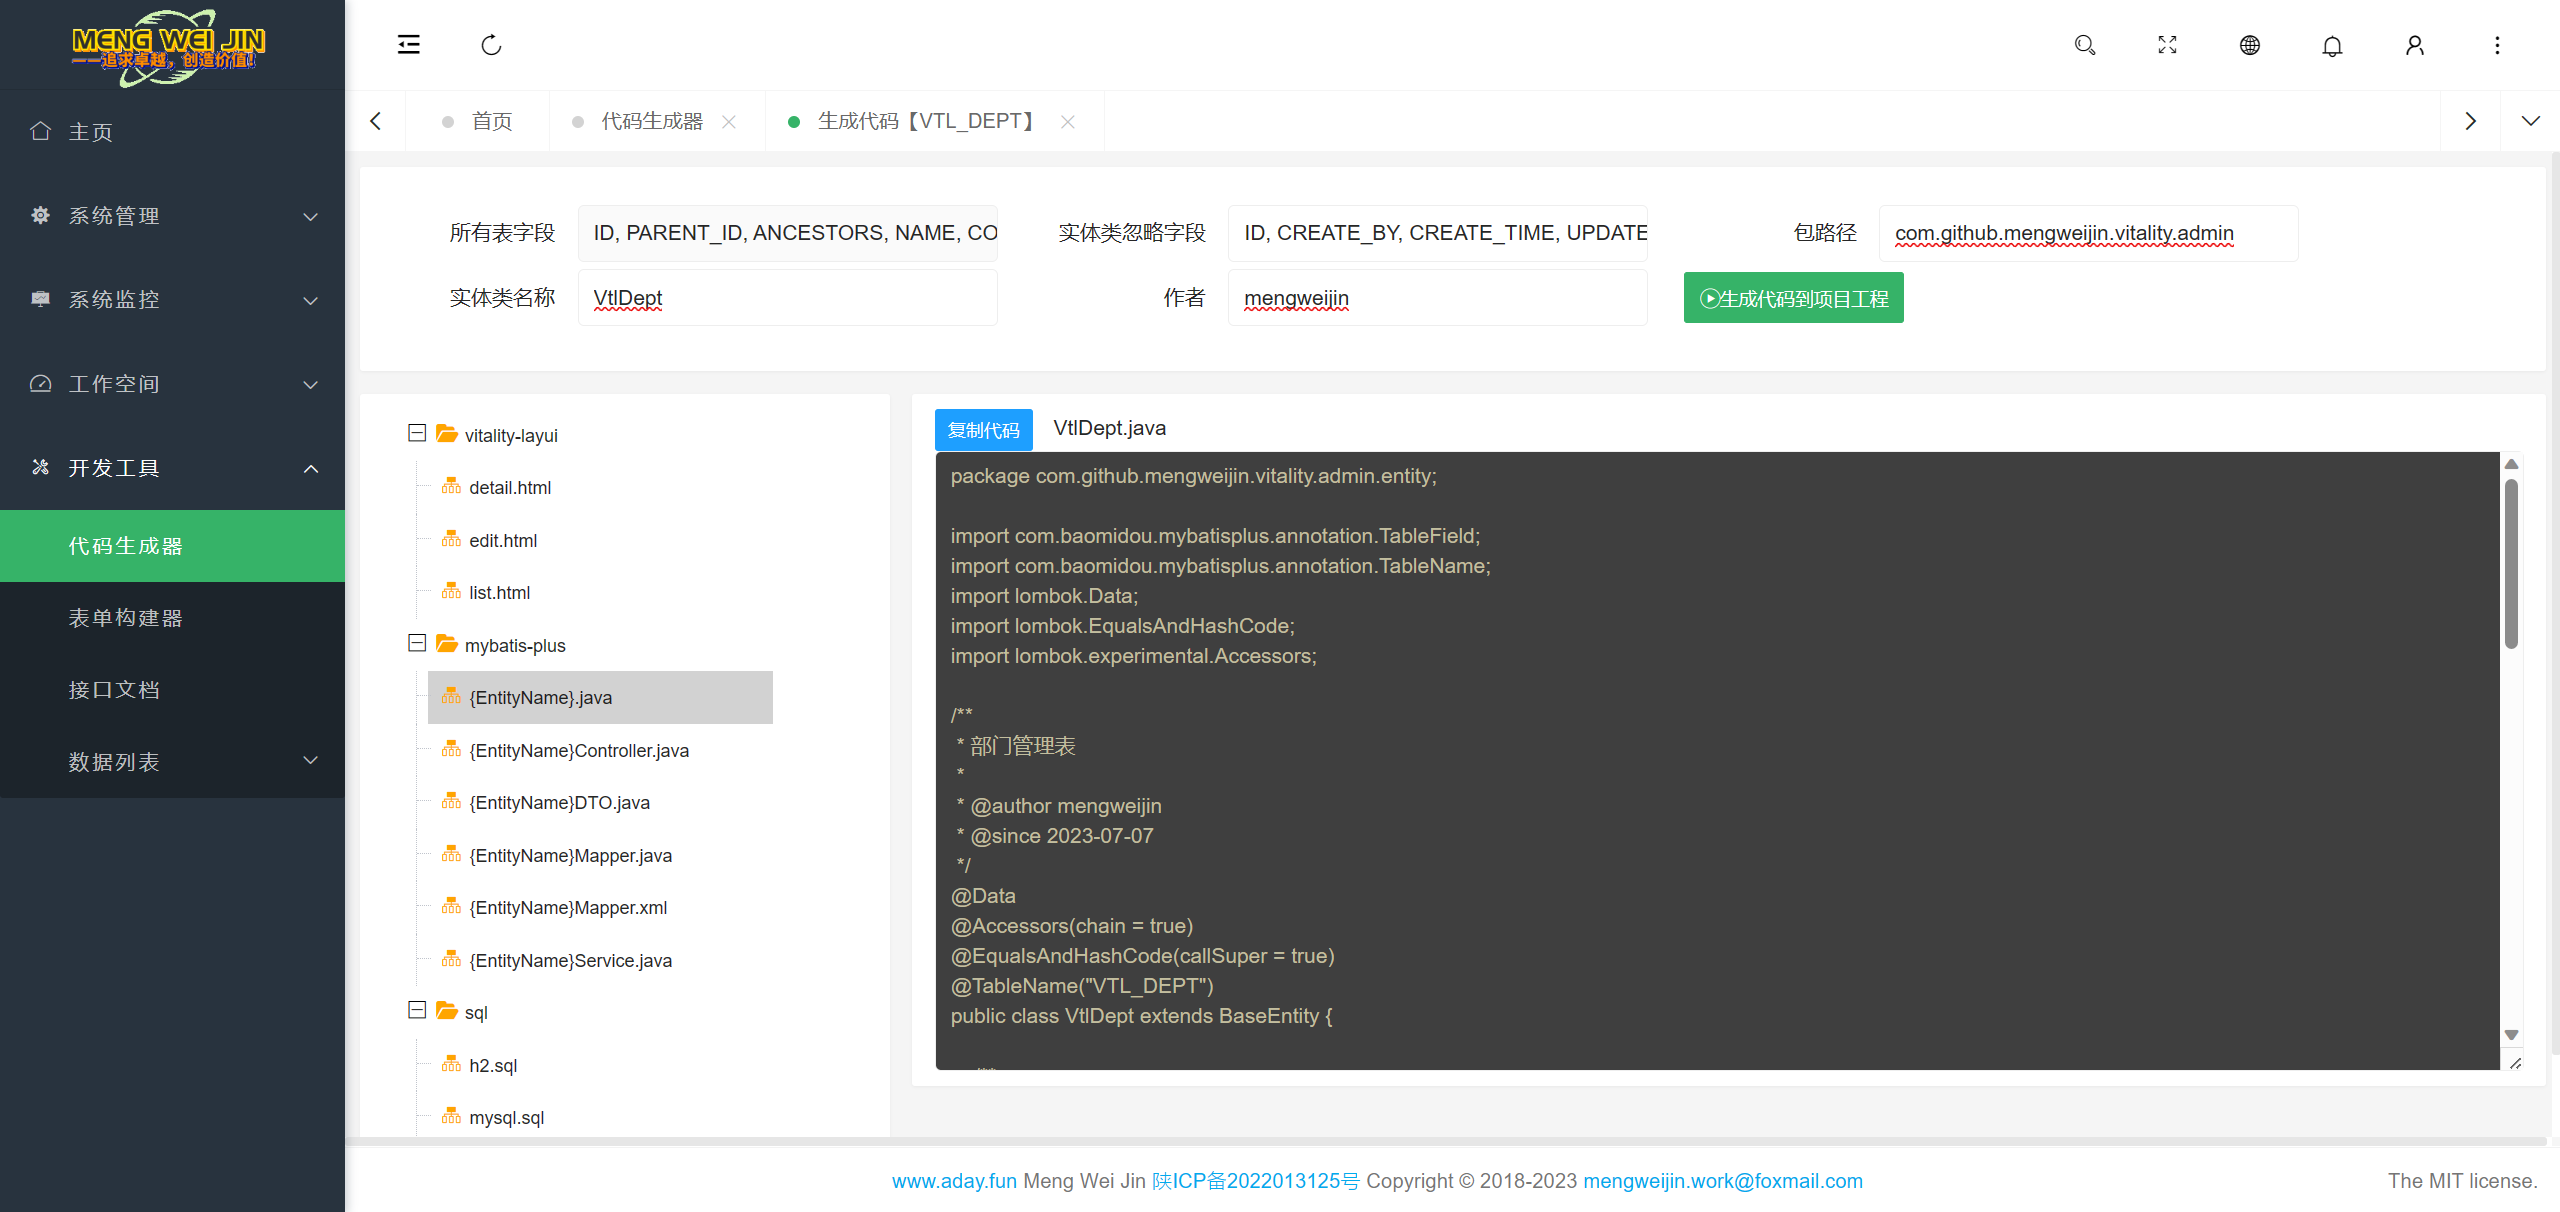 MENG WEI JIN
——追求卓越，创造价值!
主页
系统管理
系统监控
工作空间
开发工具
代码生成器
表单构建器
接口文档
数据列表
首页
代码生成器
生成代码【VTL_DEPT】
所有表字段
ID, PARENT_ID, ANCESTORS, NAME, CO
实体类忽略字段
ID, CREATE_BY, CREATE_TIME, UPDATE
包路径
com.github.mengweijin.vitality.admin
实体类名称
VtlDept
作者
mengweijin
生成代码到项目工程
vitality-layui
detail.html
edit.html
list.html
mybatis-plus
{EntityName}.java
{EntityName}Controller.java
{EntityName}DTO.java
{EntityName}Mapper.java
{EntityName}Mapper.xml
{EntityName}Service.java
sql
h2.sql
mysql.sql
复制代码
VtlDept.java
package com.github.mengweijin.vitality.admin.entity;
import com.baomidou.mybatisplus.annotation.TableField;
import com.baomidou.mybatisplus.annotation.TableName;
import lombok.Data;
import lombok.EqualsAndHashCode;
import lombok.experimental.Accessors;
/**
* 部门管理表
*
* @author mengweijin
* @since 2023-07-07
*/
@Data
@Accessors(chain = true)
@EqualsAndHashCode(callSuper = true)
@TableName("VTL_DEPT")
public class VtlDept extends BaseEntity {
www.aday.fun Meng Wei Jin 陕ICP备2022013125号 Copyright © 2018-2023 mengweijin.work@foxmail.com
The MIT license.